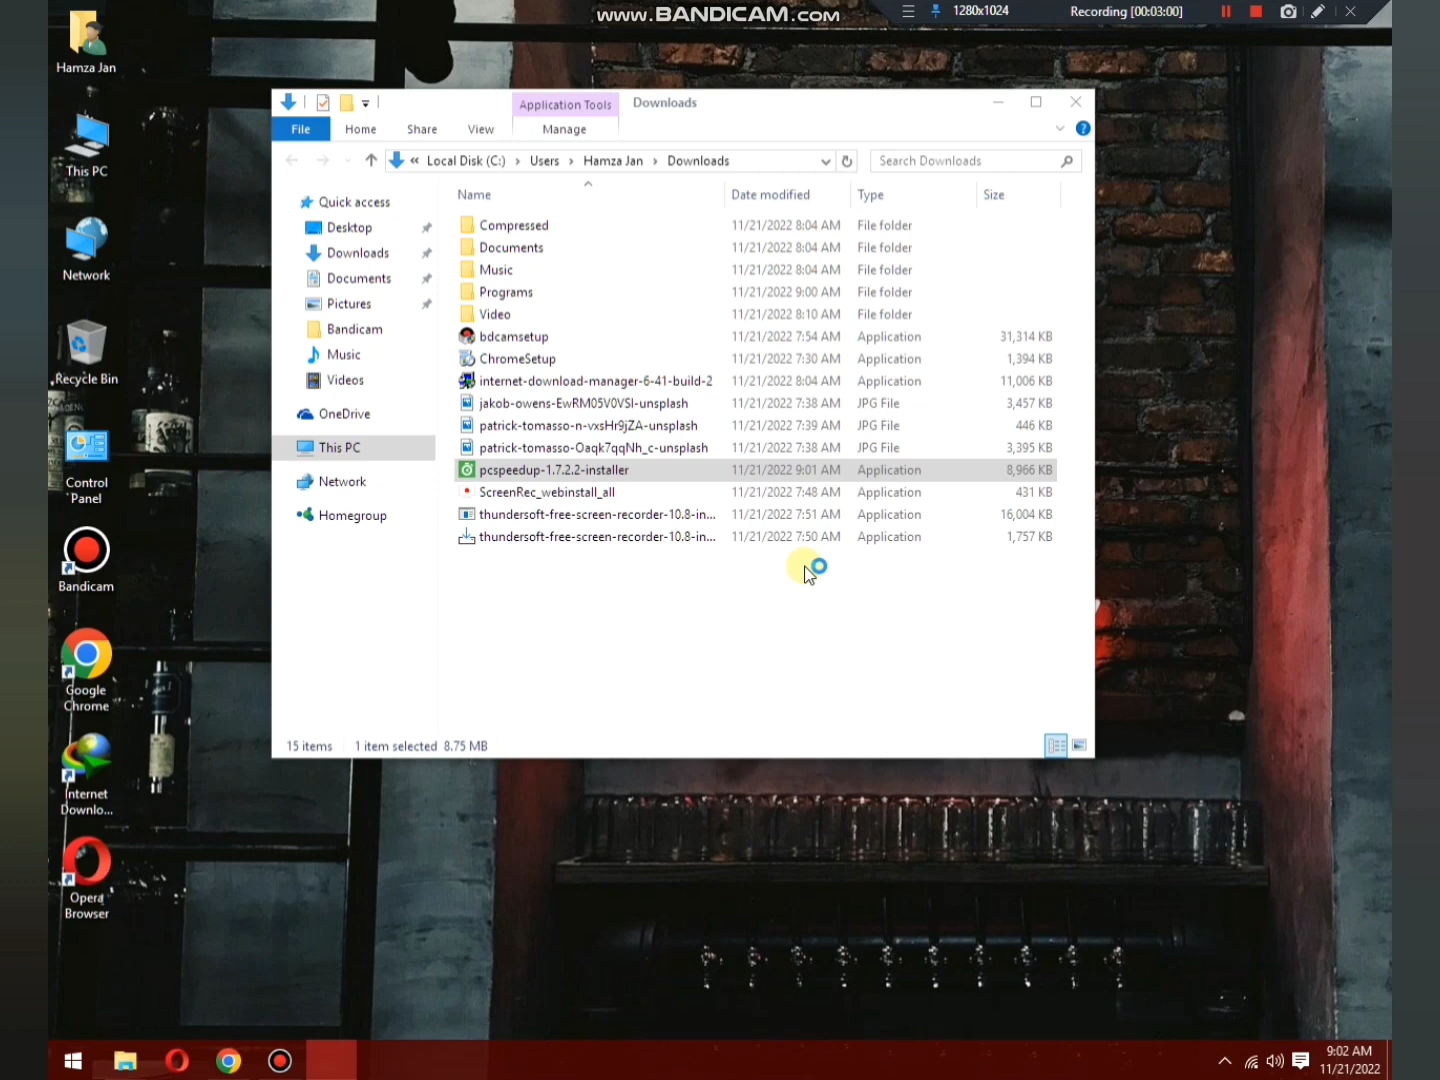 www.BANDICAM.com
1280x1024
Recording [00:03:00]
Hamza Jan
This PC
Network
Recycle Bin
Control
Panel
Bandicam
Google
Chrome
Internet
Downlo...
Opera
Browser
Application Tools
Downloads
File
Home
Share
View
Manage
« Local Disk (C:) › Users › Hamza Jan › Downloads
Search Downloads
Quick access
Desktop
Downloads
Documents
Pictures
Bandicam
Music
Videos
OneDrive
This PC
Network
Homegroup
Name Date modified Type Size
Compressed 11/21/2022 8:04 AM File folder
Documents 11/21/2022 8:04 AM File folder
Music 11/21/2022 8:04 AM File folder
Programs 11/21/2022 9:00 AM File folder
Video 11/21/2022 8:10 AM File folder
bdcamsetup 11/21/2022 7:54 AM Application 31,314 KB
ChromeSetup 11/21/2022 7:30 AM Application 1,394 KB
internet-download-manager-6-41-build-2 11/21/2022 8:04 AM Application 11,006 KB
jakob-owens-EwRM05V0VSI-unsplash 11/21/2022 7:38 AM JPG File 3,457 KB
patrick-tomasso-n-vxsHr9jZA-unsplash 11/21/2022 7:39 AM JPG File 446 KB
patrick-tomasso-Oaqk7qqNh_c-unsplash 11/21/2022 7:38 AM JPG File 3,395 KB
pcspeedup-1.7.2.2-installer 11/21/2022 9:01 AM Application 8,966 KB
ScreenRec_webinstall_all 11/21/2022 7:48 AM Application 431 KB
thundersoft-free-screen-recorder-10.8-in... 11/21/2022 7:51 AM Application 16,004 KB
thundersoft-free-screen-recorder-10.8-in... 11/21/2022 7:50 AM Application 1,757 KB
15 items 1 item selected 8.75 MB
9:02 AM
11/21/2022